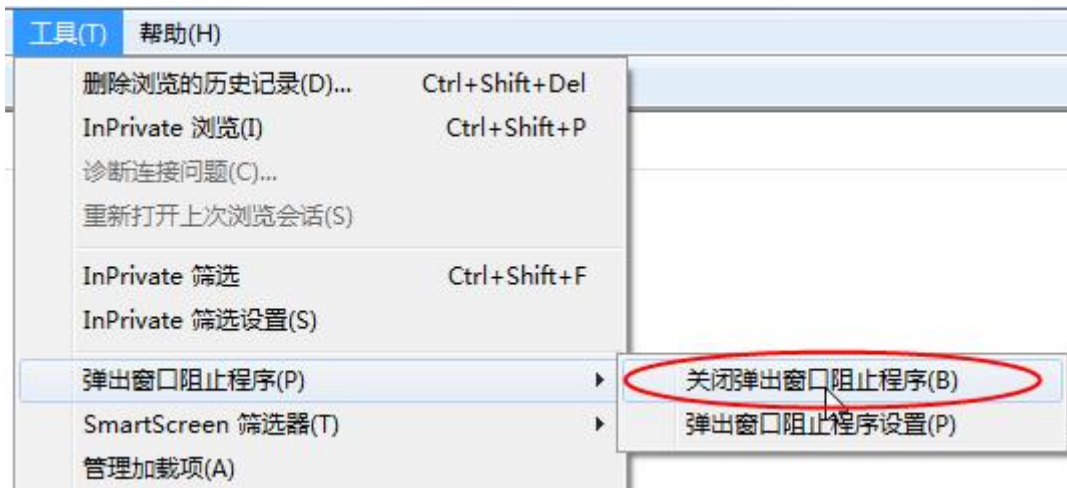 工具(T) 帮助(H)
删除浏览的历史记录(D)... Ctrl+Shift+Del
InPrivate 浏览(I) Ctrl+Shift+P
诊断连接问题(C)...
重新打开上次浏览会话(S)
InPrivate 筛选 Ctrl+Shift+F
InPrivate 筛选设置(S)
弹出窗口阻止程序(P) 关闭弹出窗口阻止程序(B)
SmartScreen 筛选器(T) 弹出窗口阻止程序设置(P)
管理加载项(A)